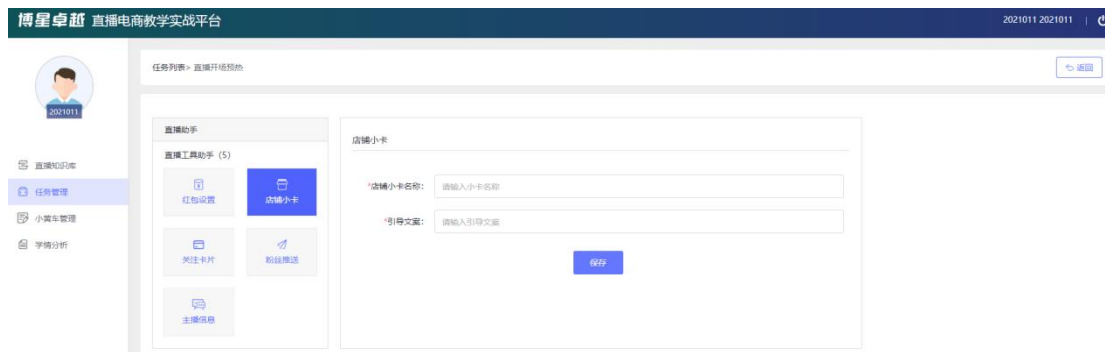 博星卓越 直播电商教学实战平台
2021011 2021011
2021011
直播知识库
任务管理
小黄车管理
学情分析
任务列表> 直播开场预热
返回
直播助手
直播工具助手（5）
红包设置
店铺小卡
关注卡片
粉丝推送
主播信息
店铺小卡
*店铺小卡名称： 请输入小卡名称
*引导文案： 请输入引导文案
保存